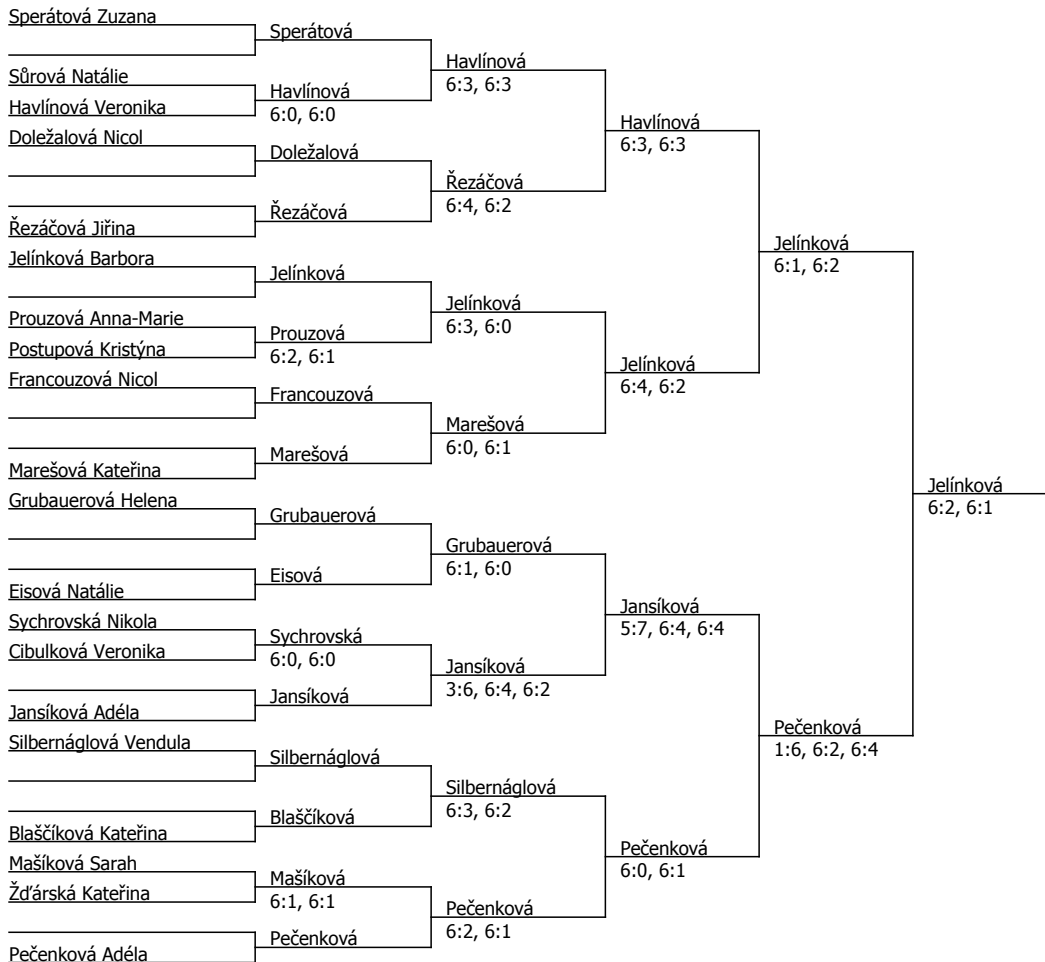 Sperátová Zuzana
Sůrová Natálie
Havlínová Veronika
Doležalová Nicol
Řezáčová Jiřina
Jelínková Barbora
Prouzová Anna-Marie
Postupová Kristýna
Francouzová Nicol
Marešová Kateřina
Grubauerová Helena
Eisová Natálie
Sychrovská Nikola
Cibulková Veronika
Jansíková Adéla
Silbernáglová Vendula
Blaščíková Kateřina
Mašíková Sarah
Žďárská Kateřina
Pečenková Adéla
Sperátová
Havlínová
6:0, 6:0
Doležalová
Řezáčová
Jelínková
Prouzová
6:2, 6:1
Francouzová
Marešová
Grubauerová
Eisová
Sychrovská
6:0, 6:0
Jansíková
Silbernáglová
Blaščíková
Mašíková
6:1, 6:1
Pečenková
Havlínová
6:3, 6:3
Řezáčová
6:4, 6:2
Jelínková
6:3, 6:0
Marešová
6:0, 6:1
Grubauerová
6:1, 6:0
Jansíková
3:6, 6:4, 6:2
Silbernáglová
6:3, 6:2
Pečenková
6:2, 6:1
Havlínová
6:3, 6:3
Jelínková
6:4, 6:2
Jansíková
5:7, 6:4, 6:4
Pečenková
6:0, 6:1
Jelínková
6:1, 6:2
Pečenková
1:6, 6:2, 6:4
Jelínková
6:2, 6:1